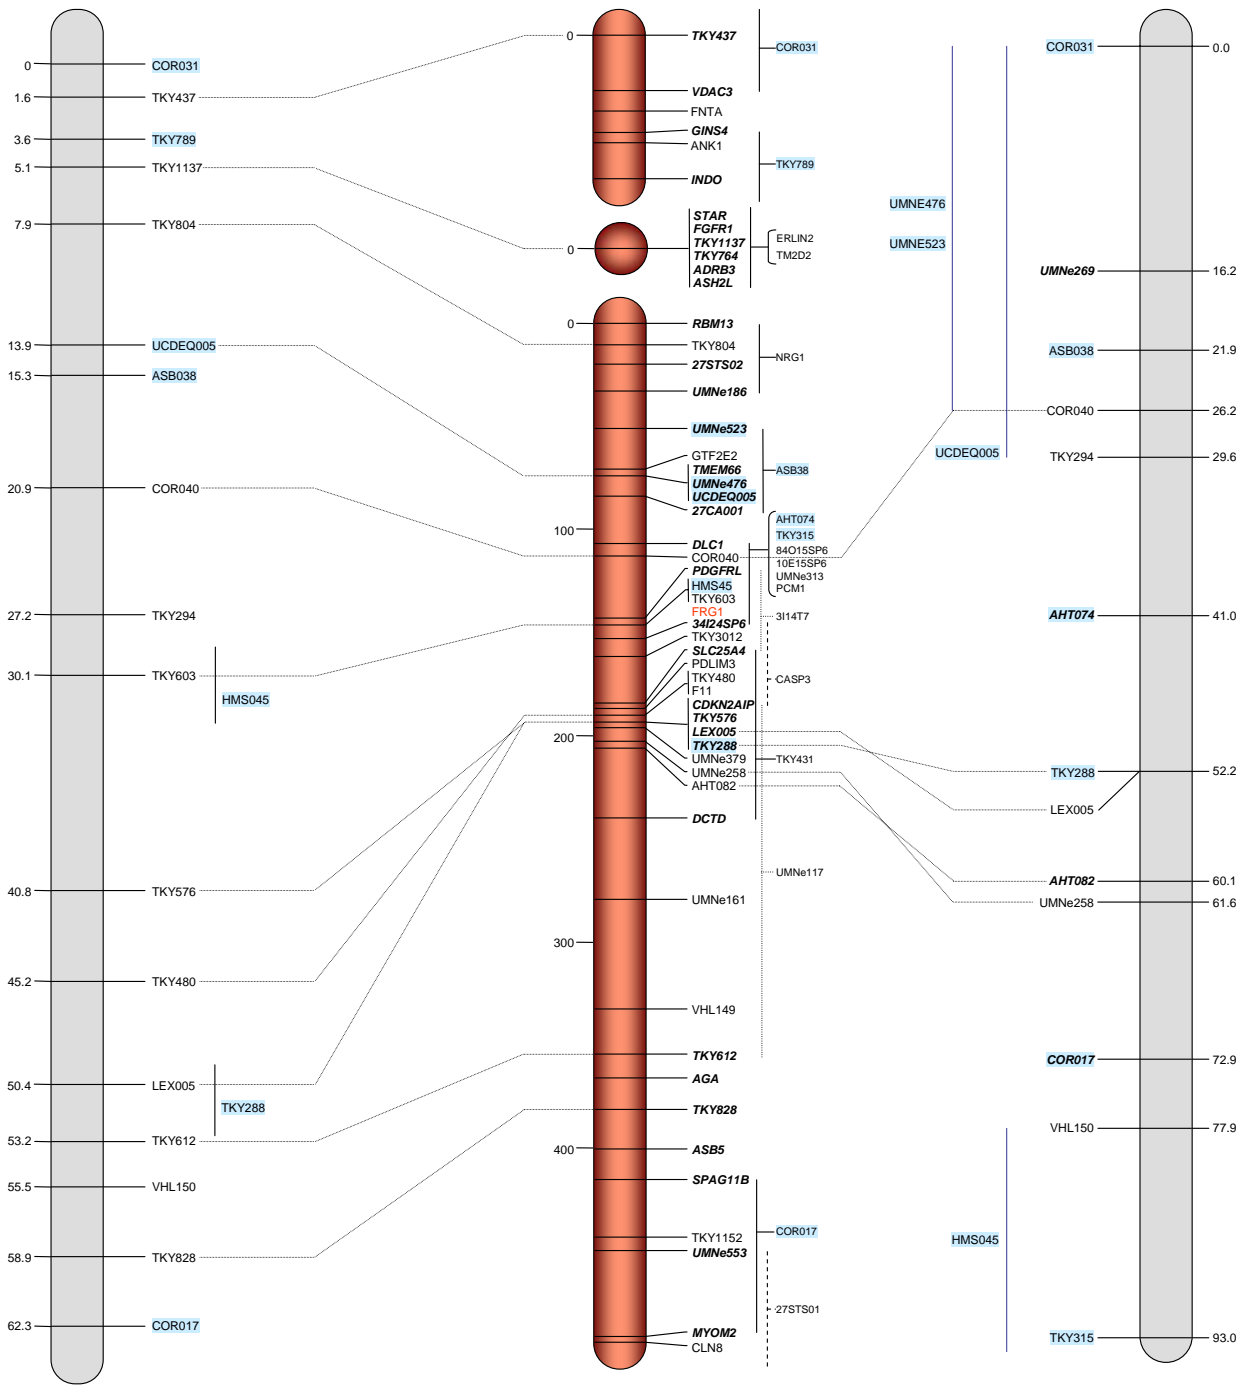 0 COR031
1.6 TKY437
3.6 TKY789
5.1 TKY1137
7.9 TKY804
13.9 UCDEQ005
15.3 ASB038
20.9 COR040
27.2 TKY294
30.1 TKY603
HMS045
40.8 TKY576
45.2 TKY480
50.4 LEX005
TKY288
53.2 TKY612
55.5 VHL150
58.9 TKY828
62.3 COR017
0 TKY437
COR031
VDAC3
FNTA
GINS4
ANK1
TKY789
INDO
STAR
FGFR1
TKY1137
0
TKY764
ADRB3
ASH2L
ERLIN2
TM2D2
0 RBM13
TKY804
NRG1
27STS02
UMNe186
UMNe523
GTF2E2
TMEM66
ASB38
UMNe476
UCDEQ005
27CA001
100
AHT074
TKY315
84O15SP6
10E15SP6
UMNe313
PCM1
DLC1
COR040
PDGFRL
HMS45
TKY603
FRG1
34I24SP6
3I14T7
TKY3012
SLC25A4
PDLIM3
TKY480
F11
CASP3
CDKN2AIP
TKY576
LEX005
200
TKY288
UMNe379
TKY431
UMNe258
AHT082
DCTD
UMNe117
UMNe161
300
VHL149
TKY612
AGA
TKY828
400 ASB5
SPAG11B
COR017
TKY1152
UMNe553
27STS01
MYOM2
CLN8
COR031 0.0
UMNE476
UMNE523
UMNe269 16.2
ASB038 21.9
COR040 26.2
UCDEQ005
TKY294 29.6
AHT074 41.0
TKY288 52.2
LEX005
AHT082 60.1
UMNe258 61.6
COR017 72.9
VHL150 77.9
HMS045
TKY315 93.0